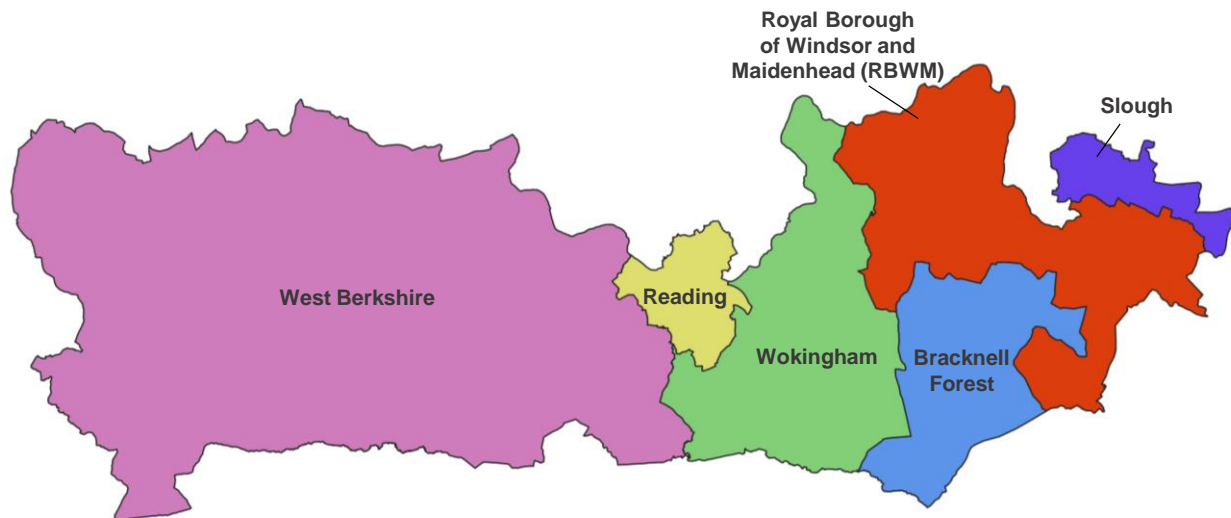 Royal Borough
of Windsor and
Maidenhead (RBWM)
Slough
West Berkshire
Reading
Wokingham
Bracknell
Forest